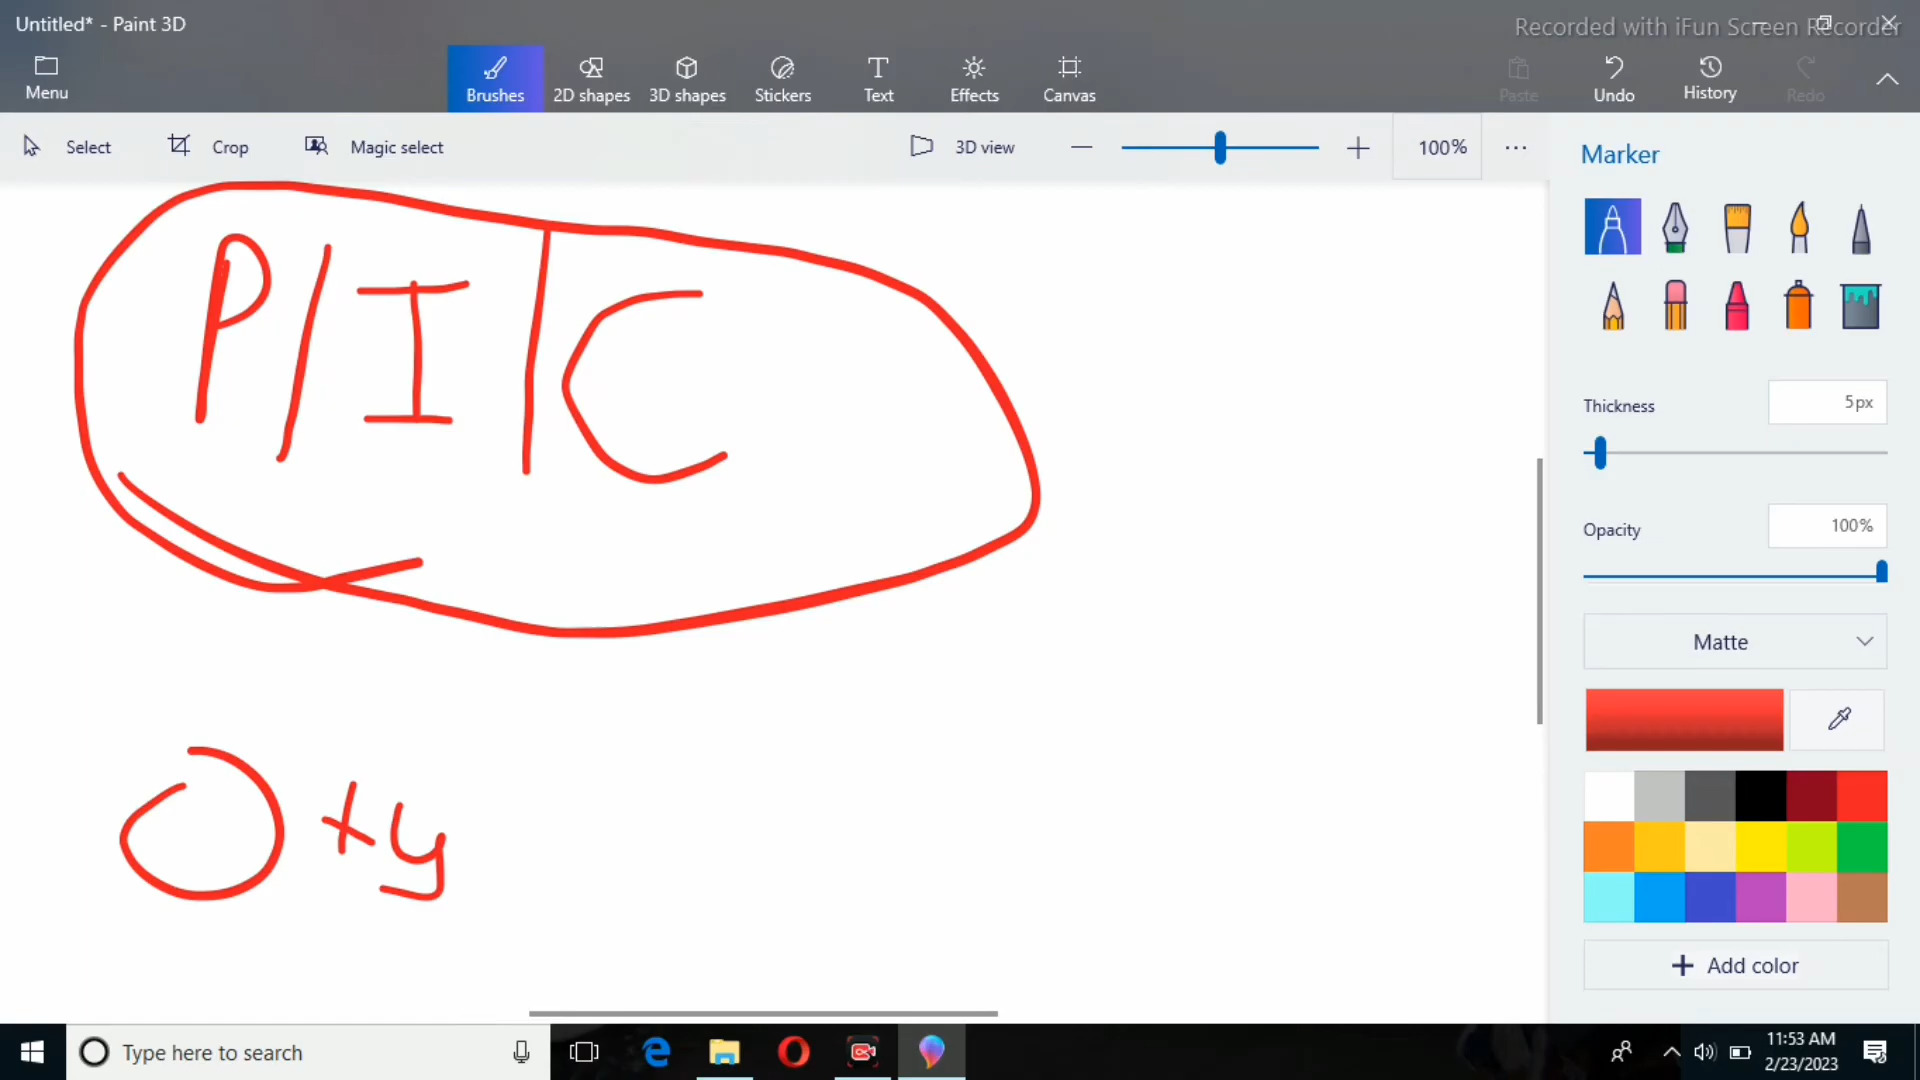 Untitled* - Paint 3D
Recorded with iFun Screen Recorder
Menu
Brushes
2D shapes
3D shapes
Stickers
Text
Effects
Canvas
Paste
Undo
History
Redo
Select
Crop
Magic select
3D view
100%
Marker
P/I/C
O+y
Thickness
5px
Opacity
100%
Matte
Add color
Type here to search
11:53 AM
2/23/2023